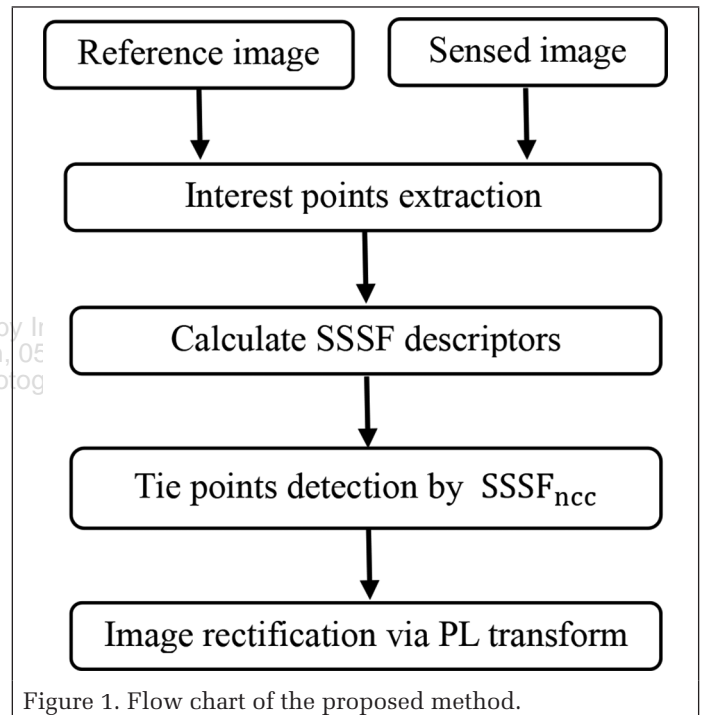 Reference image
Sensed image
Interest points extraction
Calculate SSSF descriptors
Tie points detection by SSSFncc
Image rectification via PL transform
Figure 1. Flow chart of the proposed method.